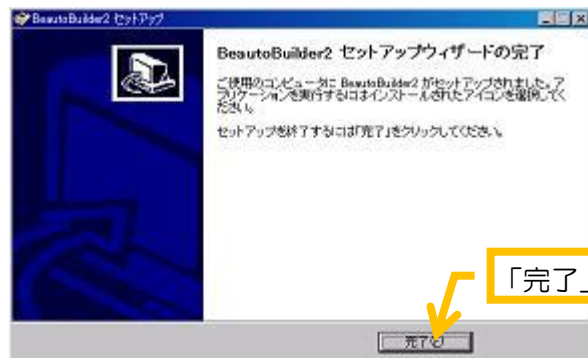 BeautoBuilder2 セットアップ
BeautoBuilder2 セットアップウィザードの完了
ご使用のコンピュータに BeautoBuilder2 がセットアップされました。ア
プリケーションを実行するにはインストールされたアイコンを選択してく
ださい。
セットアップを終了するには「完了」をクリックしてください。
「完了」
完了(F)